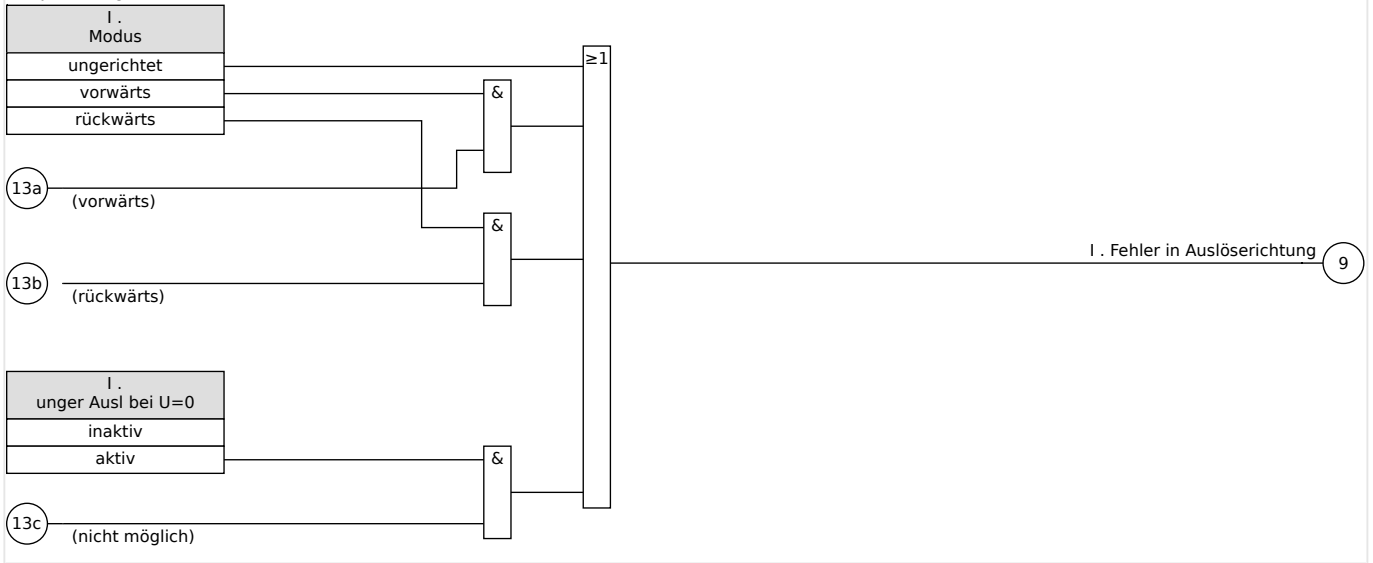 I .
Modus
ungerichtet
vorwärts
rückwärts
≥1
&
13a
(vorwärts)
&
I . Fehler in Auslöserichtung
9
13b
(rückwärts)
I .
unger Ausl bei U=0
inaktiv
aktiv
&
13c
(nicht möglich)